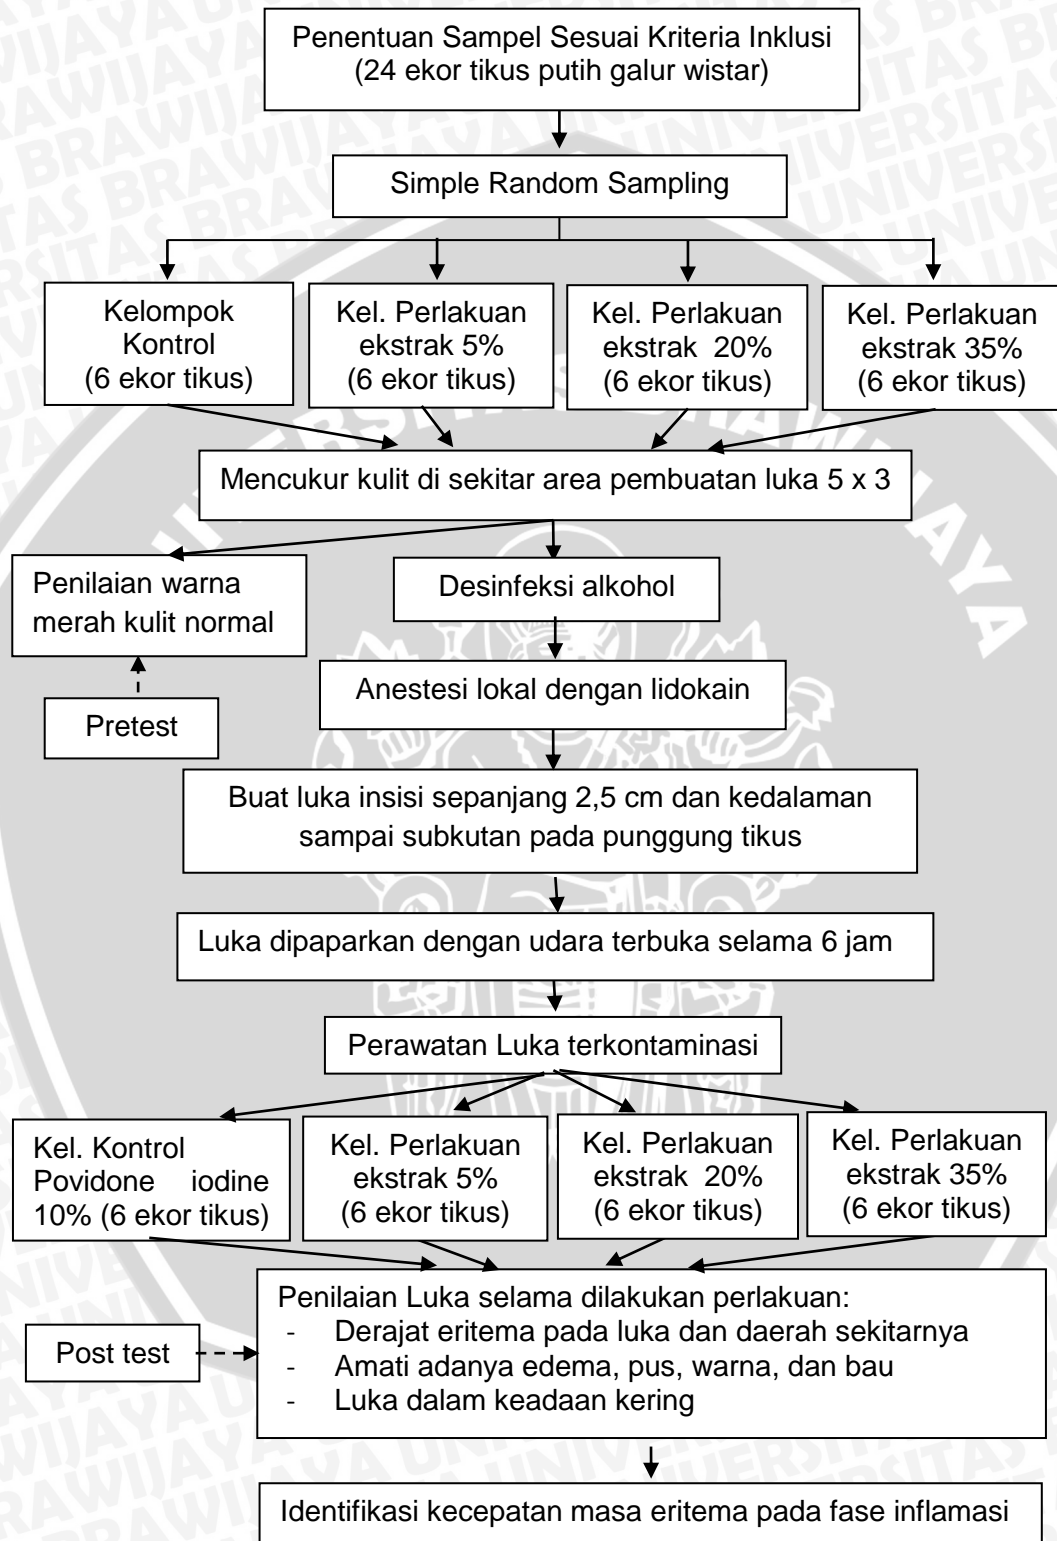 Penentuan Sampel Sesuai Kriteria Inklusi
(24 ekor tikus putih galur wistar)
Simple Random Sampling
Kelompok
Kontrol
(6 ekor tikus)
Kel. Perlakuan
ekstrak 5%
(6 ekor tikus)
Kel. Perlakuan
ekstrak 20%
(6 ekor tikus)
Kel. Perlakuan
ekstrak 35%
(6 ekor tikus)
Mencukur kulit di sekitar area pembuatan luka 5 x 3
Penilaian warna
merah kulit normal
Desinfeksi alkohol
Pretest
Anestesi lokal dengan lidokain
Buat luka insisi sepanjang 2,5 cm dan kedalaman
sampai subkutan pada punggung tikus
Luka dipaparkan dengan udara terbuka selama 6 jam
Perawatan Luka terkontaminasi
Kel. Kontrol
Povidone iodine
10% (6 ekor tikus)
Kel. Perlakuan
ekstrak 5%
(6 ekor tikus)
Kel. Perlakuan
ekstrak 20%
(6 ekor tikus)
Kel. Perlakuan
ekstrak 35%
(6 ekor tikus)
Post test
Penilaian Luka selama dilakukan perlakuan:
- Derajat eritema pada luka dan daerah sekitarnya
- Amati adanya edema, pus, warna, dan bau
- Luka dalam keadaan kering
Identifikasi kecepatan masa eritema pada fase inflamasi